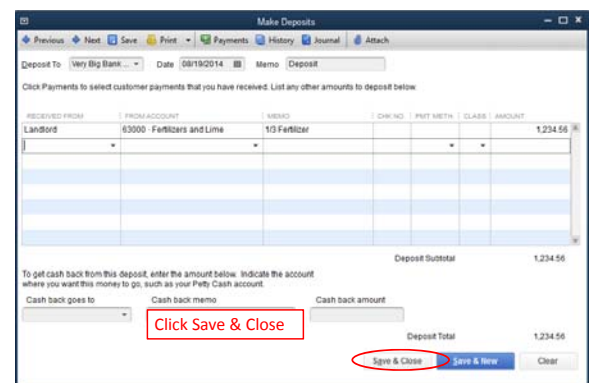 Make Deposits
Previous Next Save Print Payments History Journal Attach
Deposit To Very Big Bank ... Date 08/19/2014 Memo Deposit
Click Payments to select customer payments that you have received. List any other amounts to deposit below.
RECEIVED FROM FROM ACCOUNT MEMO CHK NO. PMT METH. CLASS AMOUNT
Landlord 63000 · Fertilizers and Lime 1/3 Fertilizer 1,234.56
Deposit Subtotal 1,234.56
To get cash back from this deposit, enter the amount below. Indicate the account
where you want this money to go, such as your Petty Cash account.
Cash back goes to Cash back memo Cash back amount
Click Save & Close
Deposit Total 1,234.56
Save & Close Save & New Clear